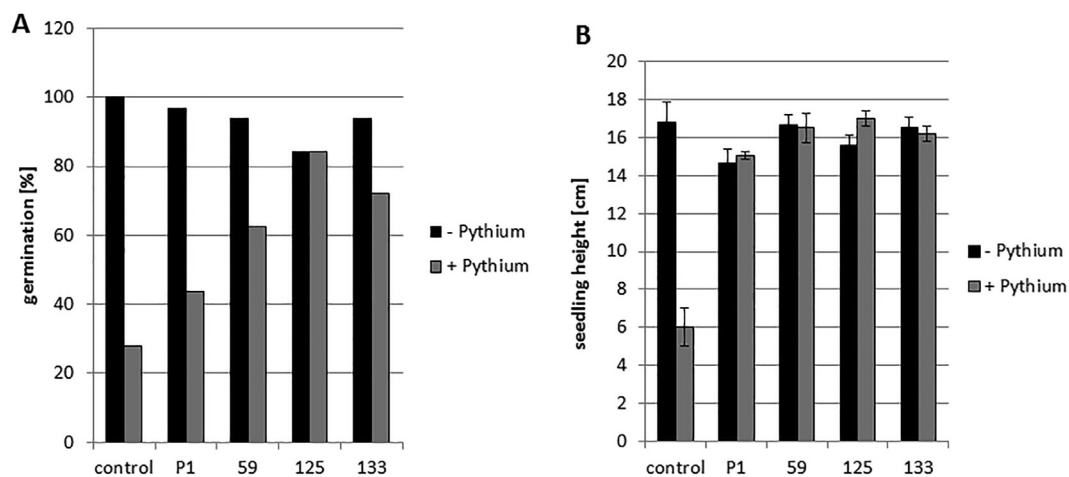 A
120
100
80
60
40
20
0
germination [%]
control P1 59 125 133
- Pythium
+ Pythium
B
20
18
16
14
12
10
8
6
4
2
0
seedling height [cm]
control P1 59 125 133
- Pythium
+ Pythium